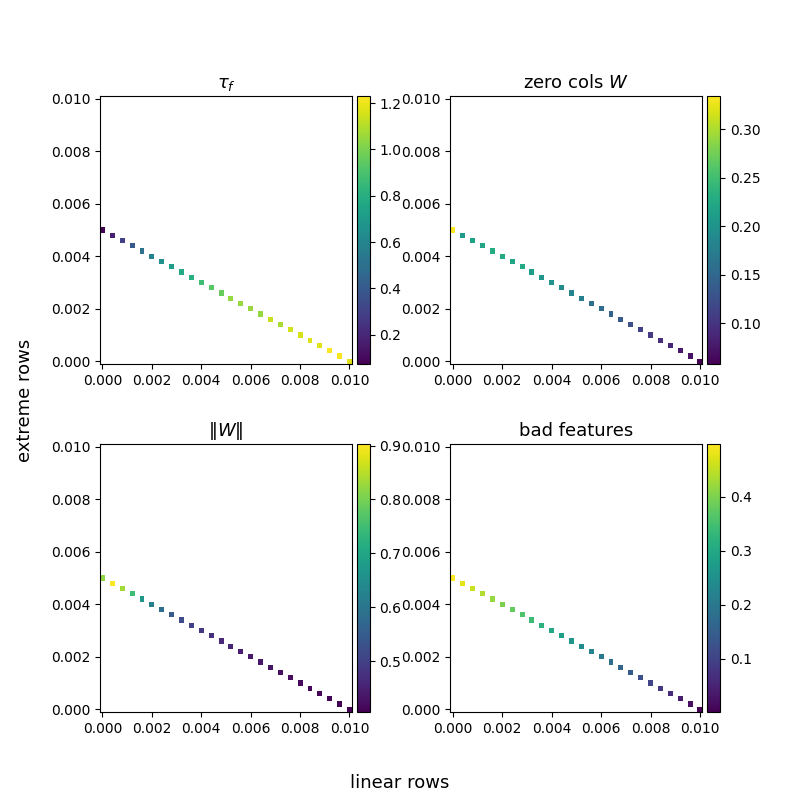 τf zero cols W
0.010 1.2 0.010
0.008 1.0 0.008 0.30
0.006 0.8 0.006 0.25
0.004 0.6 0.004 0.20
0.002 0.4 0.002 0.15
0.000 0.2 0.000 0.10
0.000 0.002 0.004 0.006 0.008 0.010 0.000 0.002 0.004 0.006 0.008 0.010
extreme rows
‖W‖ bad features
0.010 0.9 0.010
0.008 0.8 0.008 0.4
0.006 0.7 0.006 0.3
0.004 0.6 0.004 0.2
0.002 0.5 0.002 0.1
0.000 0.000
0.000 0.002 0.004 0.006 0.008 0.010 0.000 0.002 0.004 0.006 0.008 0.010
linear rows